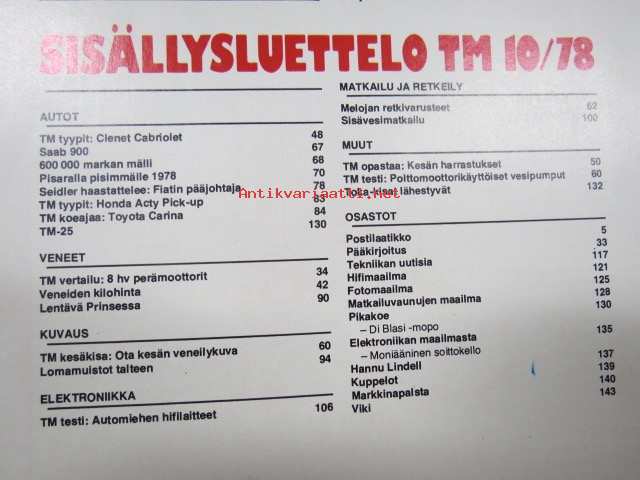 SISÄLLYSLUETTELO TM 10/78
AUTOT
TM tyypit: Clenet Cabriolet 48
Saab 900 67
600 000 markan mälli 68
Pisaralla pisimmälle 1978 70
Seidler haastattelee: Fiatin pääjohtaja 78
TM tyypit: Honda Acty Pick-up 83
TM koeajaa: Toyota Carina 84
TM-25 130
VENEET
TM vertailu: 8 hv perämoottorit 34
Veneiden kilohinta 42
Lentävä Prinsessa 90
KUVAUS
TM kesäkisa: Ota kesän veneilykuva 60
Lomamuistot talteen 94
ELEKTRONIIKKA
TM testi: Automiehen hifilaitteet 106
MATKAILU JA RETKEILY
Melojan retkivarusteet 62
Sisävesimatkailu 100
MUUT
TM opastaa: Kesän harrastukset 50
TM testi: Polttomoottorikäyttöiset vesipumput 60
Tola-kisat lähestyvät 132
OSASTOT
Postilaatikko 5
Pääkirjoitus 33
Tekniikan uutisia 117
Hifimaailma 121
Fotomaailma 125
Matkailuvaunujen maailma 128
Pikakoe 130
– Di Blasi -mopo 135
Elektroniikan maailmasta
– Moniääninen soittokello 137
Hannu Lindell 139
Kuppelot 140
Markkinapalsta 143
Viki
Antikvariaatti.net